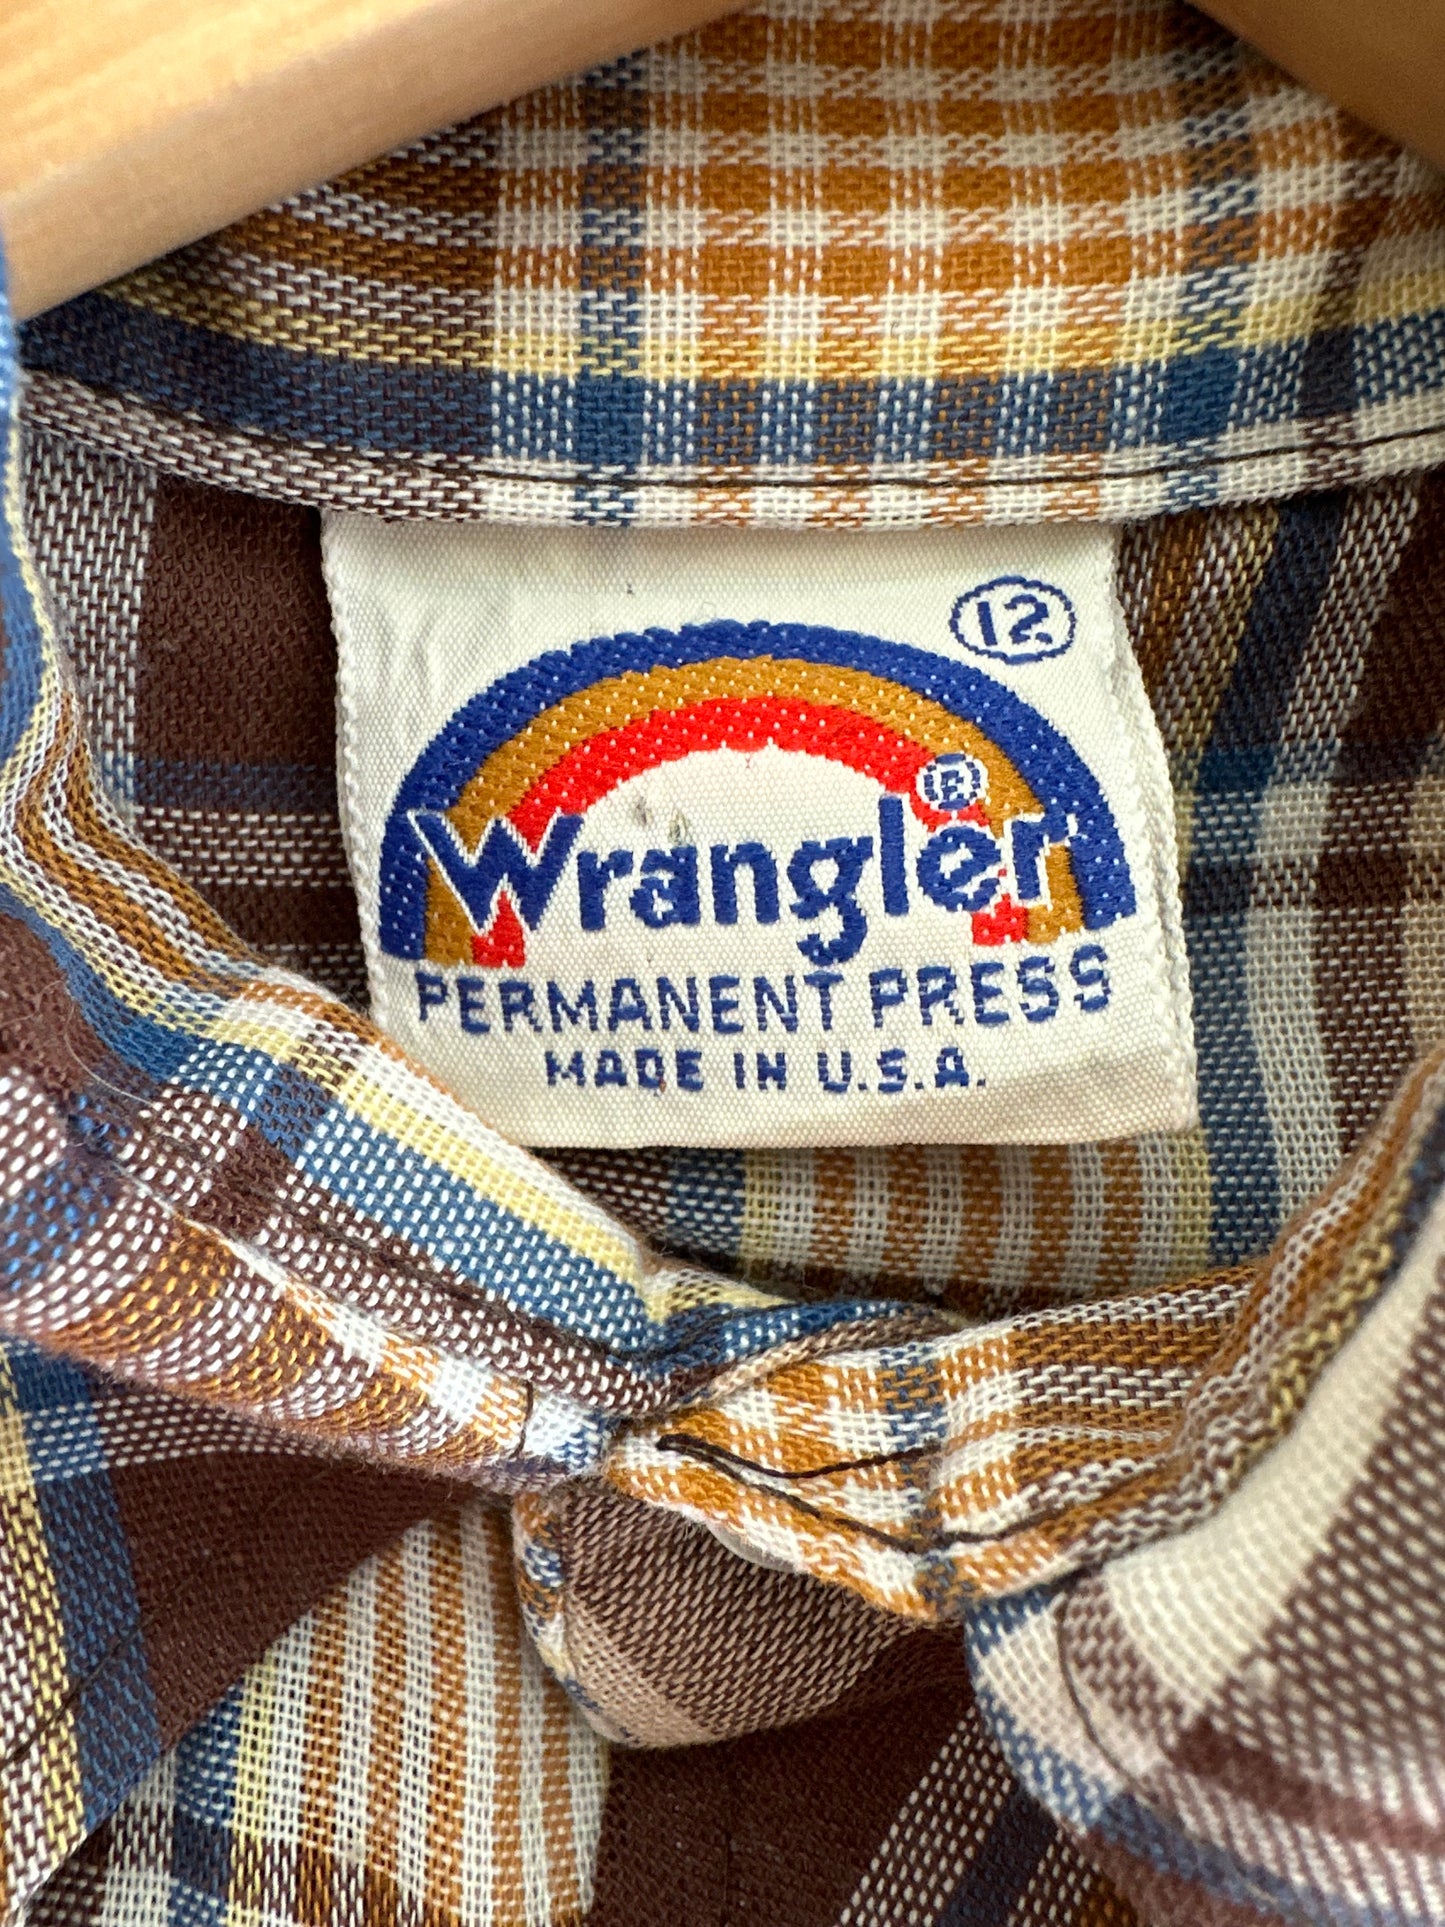 12
Wrangler®
PERMANENT PRESS
MADE IN U.S.A.